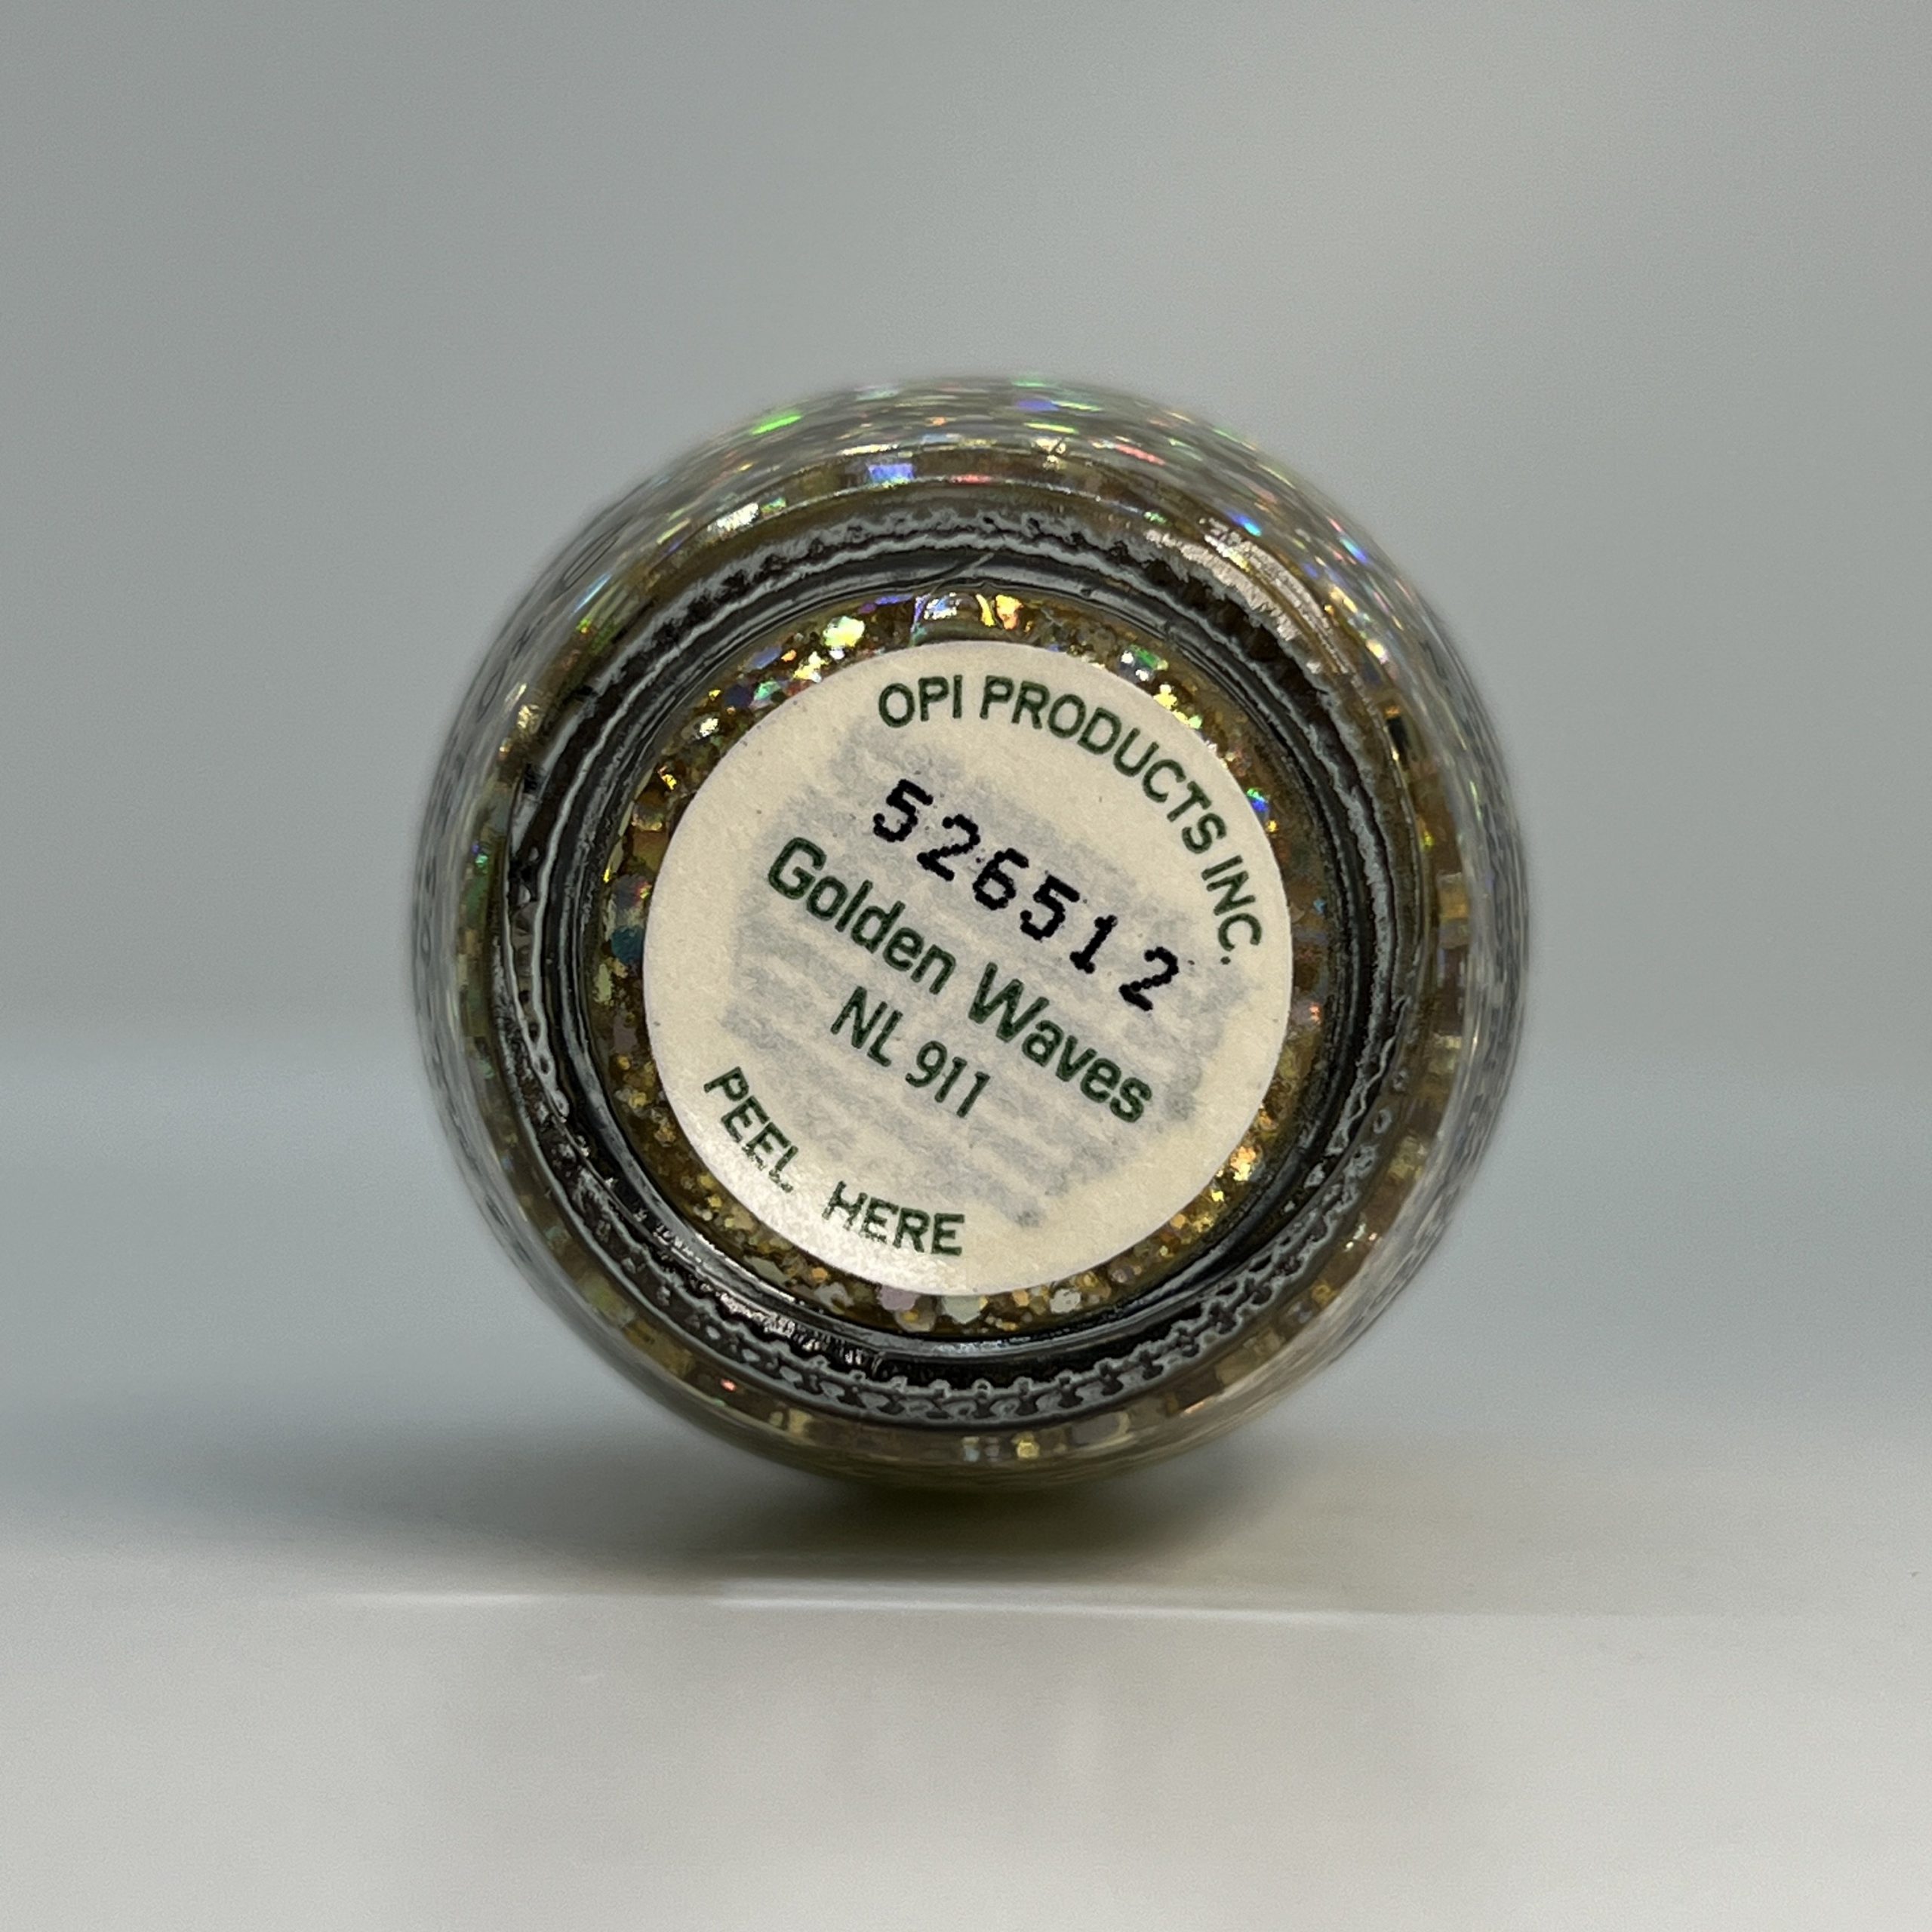 OPI PRODUCTS INC.
526512
Golden Waves
NL 911
PEEL HERE